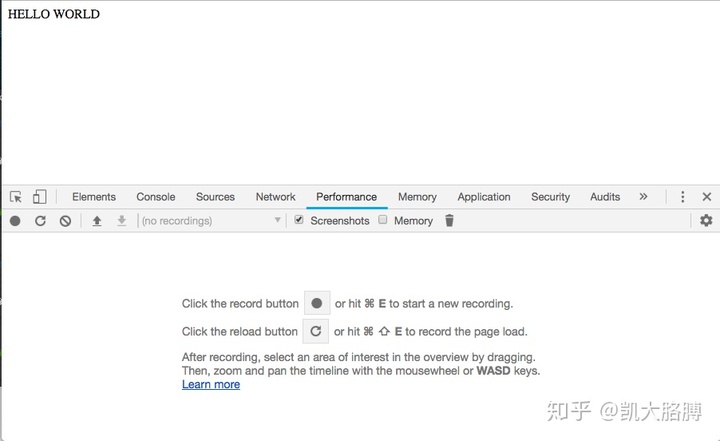 HELLO WORLD
Elements Console Sources Network Performance Memory Application Security Audits »
(no recordings) Screenshots Memory
Click the record button or hit ⌘ E to start a new recording.
Click the reload button or hit ⌘ ⇧ E to record the page load.
After recording, select an area of interest in the overview by dragging.
Then, zoom and pan the timeline with the mousewheel or WASD keys.
Learn more
知乎 @凯大胳膊